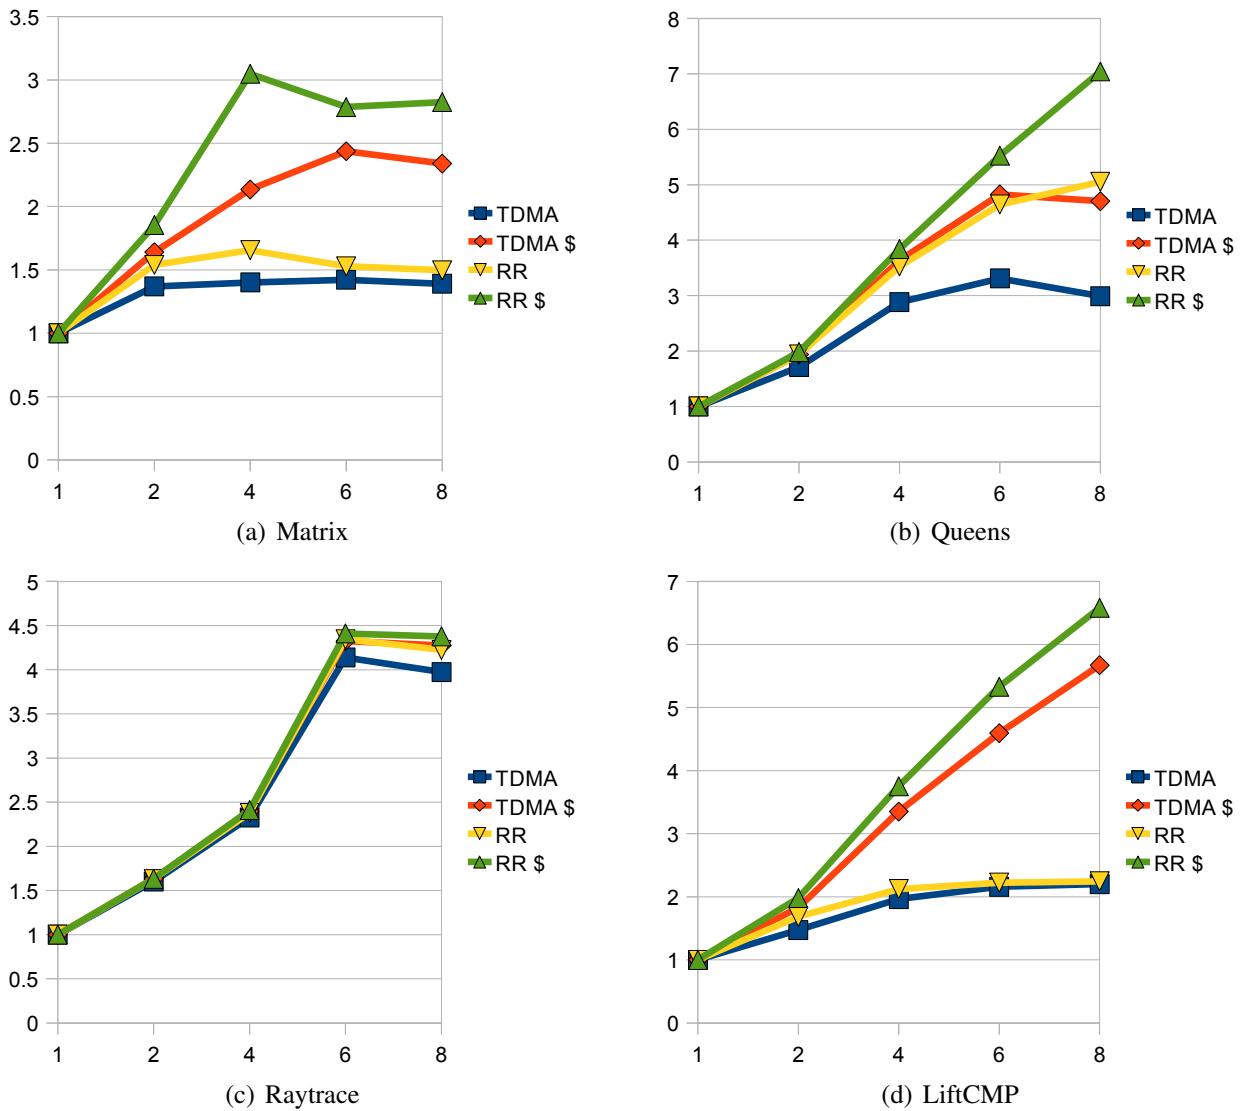 3.5
3
2.5
2
1.5
1
0.5
0
1 2 4 6 8
TDMA
TDMA $
RR
RR $
(a) Matrix
8
7
6
5
4
3
2
1
0
1 2 4 6 8
TDMA
TDMA $
RR
RR $
(b) Queens
5
4.5
4
3.5
3
2.5
2
1.5
1
0.5
0
1 2 4 6 8
TDMA
TDMA $
RR
RR $
(c) Raytrace
7
6
5
4
3
2
1
0
1 2 4 6 8
TDMA
TDMA $
RR
RR $
(d) LiftCMP